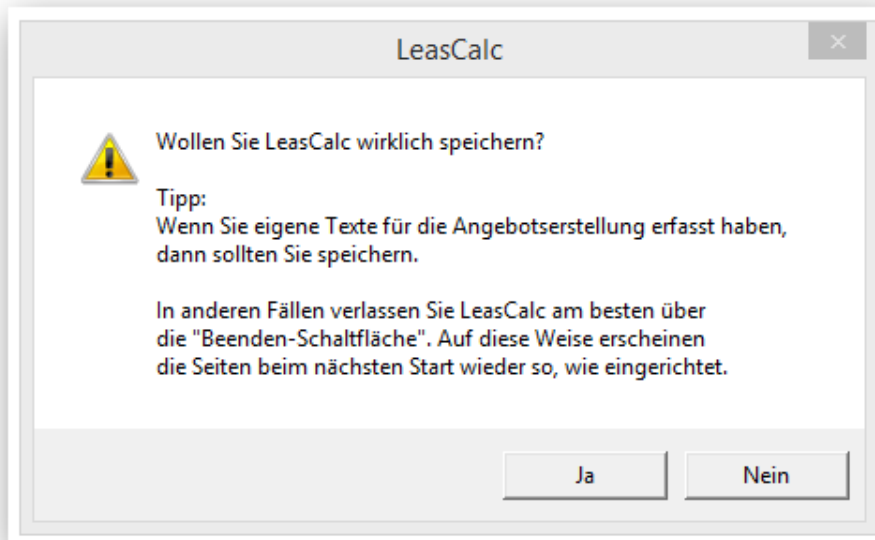 LeasCalc
Wollen Sie LeasCalc wirklich speichern?
Tipp:
Wenn Sie eigene Texte für die Angebotserstellung erfasst haben,
dann sollten Sie speichern.
In anderen Fällen verlassen Sie LeasCalc am besten über
die "Beenden-Schaltfläche". Auf diese Weise erscheinen
die Seiten beim nächsten Start wieder so, wie eingerichtet.
Ja
Nein